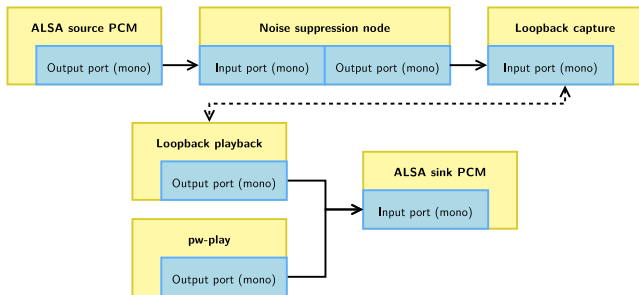 ALSA source PCM
Output port (mono)
Noise suppression node
Input port (mono)
Output port (mono)
Loopback capture
Input port (mono)
Loopback playback
Output port (mono)
ALSA sink PCM
Input port (mono)
pw-play
Output port (mono)